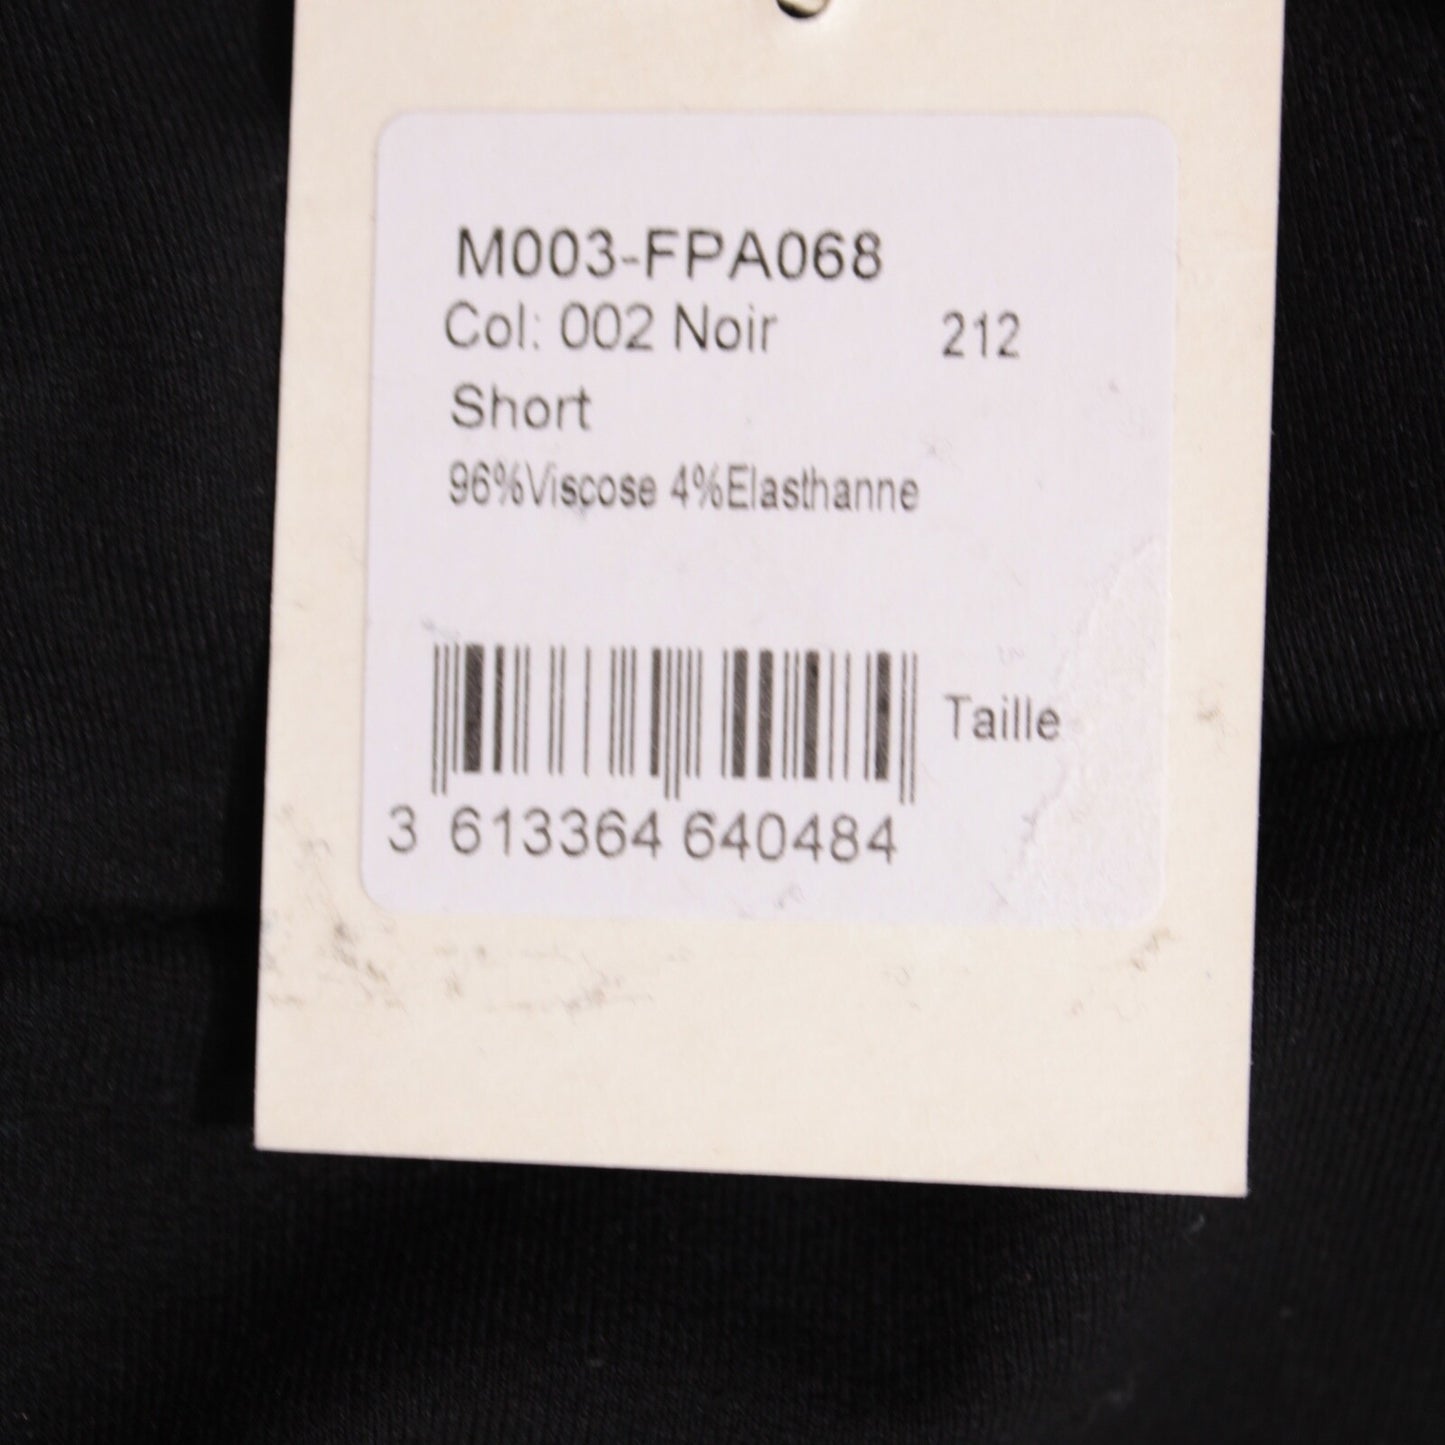 M003-FPA068
Col: 002 Noir 212
Short
96%Viscose 4%Elasthanne
Taille
3 613364 640484